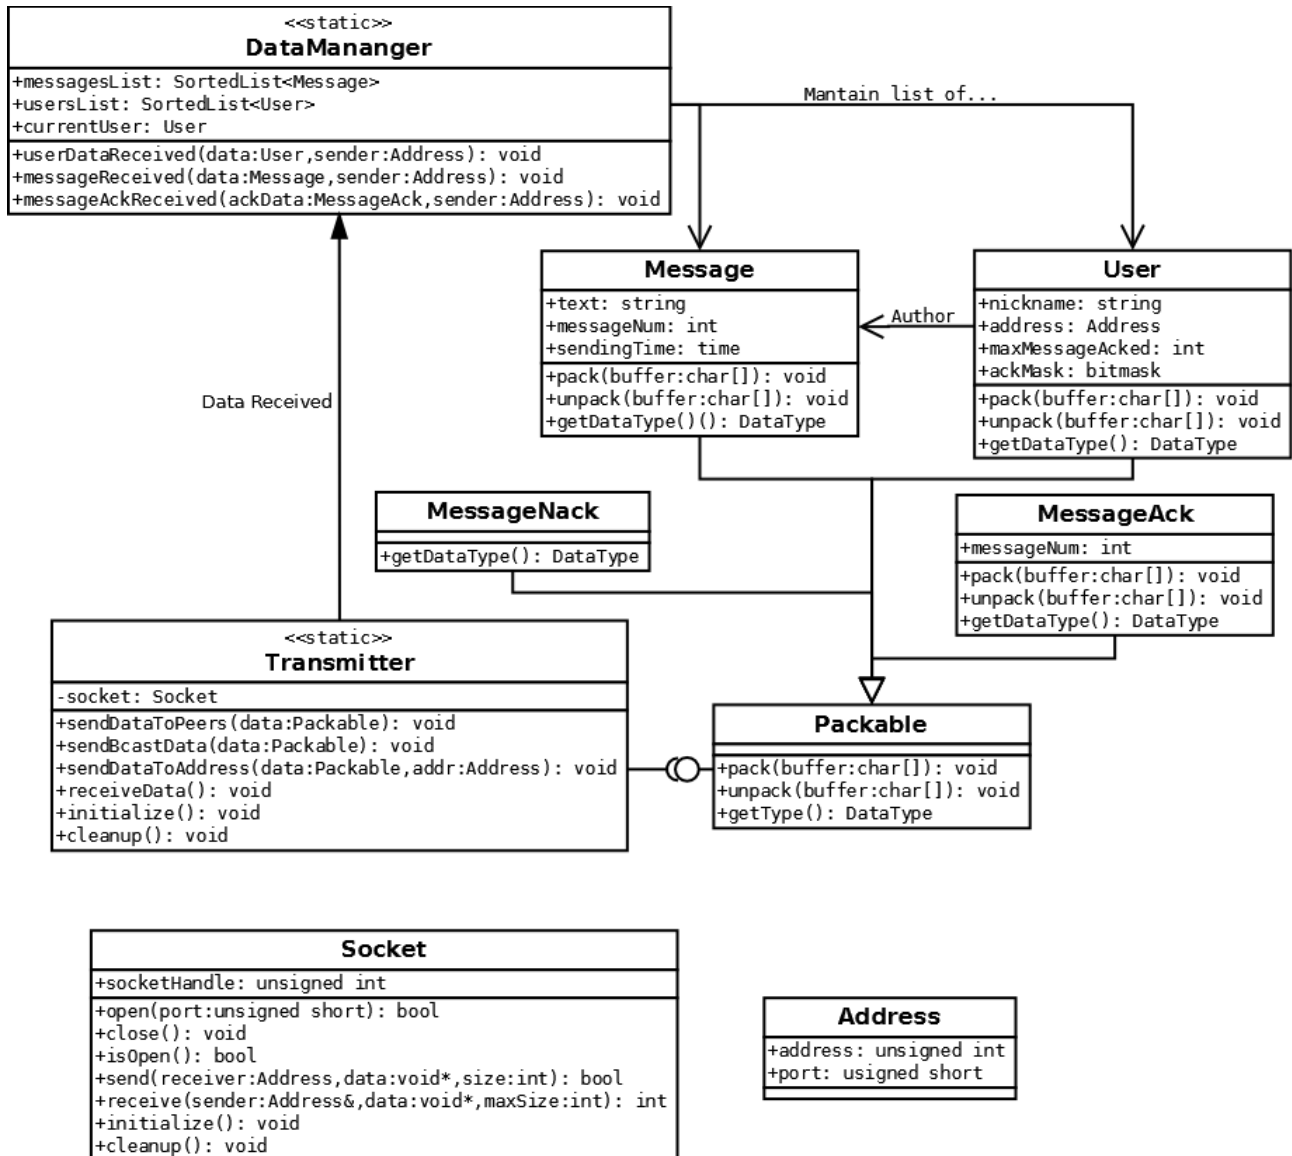 <<static>>
DataMananger
+messagesList: SortedList<Message>
+usersList: SortedList<User>
+currentUser: User
+userDataReceived(data:User,sender:Address): void
+messageReceived(data:Message,sender:Address): void
+messageAckReceived(ackData:MessageAck,sender:Address): void
Mantain list of...
Message
+text: string
+messageNum: int
+sendingTime: time
+pack(buffer:char[]): void
+unpack(buffer:char[]): void
+getDataType()(): DataType
Author
User
+nickname: string
+address: Address
+maxMessageAcked: int
+ackMask: bitmask
+pack(buffer:char[]): void
+unpack(buffer:char[]): void
+getDataType(): DataType
Data Received
MessageNack
+getDataType(): DataType
MessageAck
+messageNum: int
+pack(buffer:char[]): void
+unpack(buffer:char[]): void
+getDataType(): DataType
<<static>>
Transmitter
-socket: Socket
+sendDataToPeers(data:Packable): void
+sendBcastData(data:Packable): void
+sendDataToAddress(data:Packable,addr:Address): void
+receiveData(): void
+initialize(): void
+cleanup(): void
Packable
+pack(buffer:char[]): void
+unpack(buffer:char[]): void
+getType(): DataType
Socket
+socketHandle: unsigned int
+open(port:unsigned short): bool
+close(): void
+isOpen(): bool
+send(receiver:Address,data:void*,size:int): bool
+receive(sender:Address&,data:void*,maxSize:int): int
+initialize(): void
+cleanup(): void
Address
+address: unsigned int
+port: usigned short